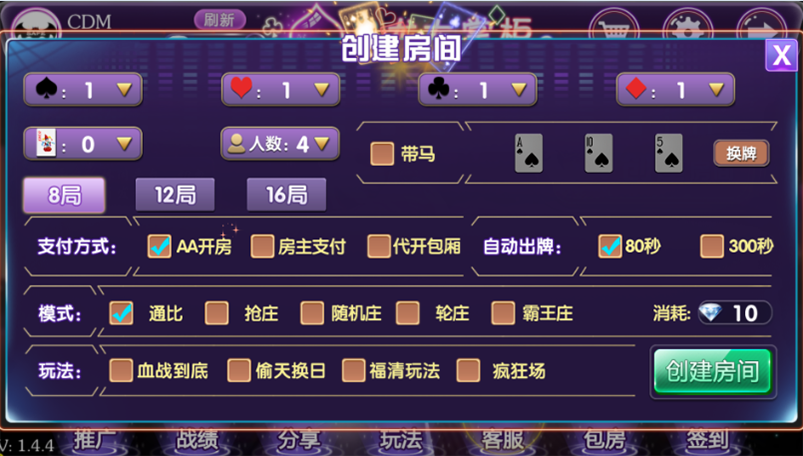 CDM 刷新
创建房间 X
: 1 : 1 : 1 : 1
: 0 人数: 4 带马 A 10 5 换牌
8局 12局 16局
支付方式: AA开房 房主支付 代开包厢 自动出牌: 80秒 300秒
模式: 通比 抢庄 随机庄 轮庄 霸王庄 消耗: 10
玩法: 血战到底 偷天换日 福清玩法 疯狂场 创建房间
V: 1.4.4 推广 战绩 分享 玩法 客服 包房 签到